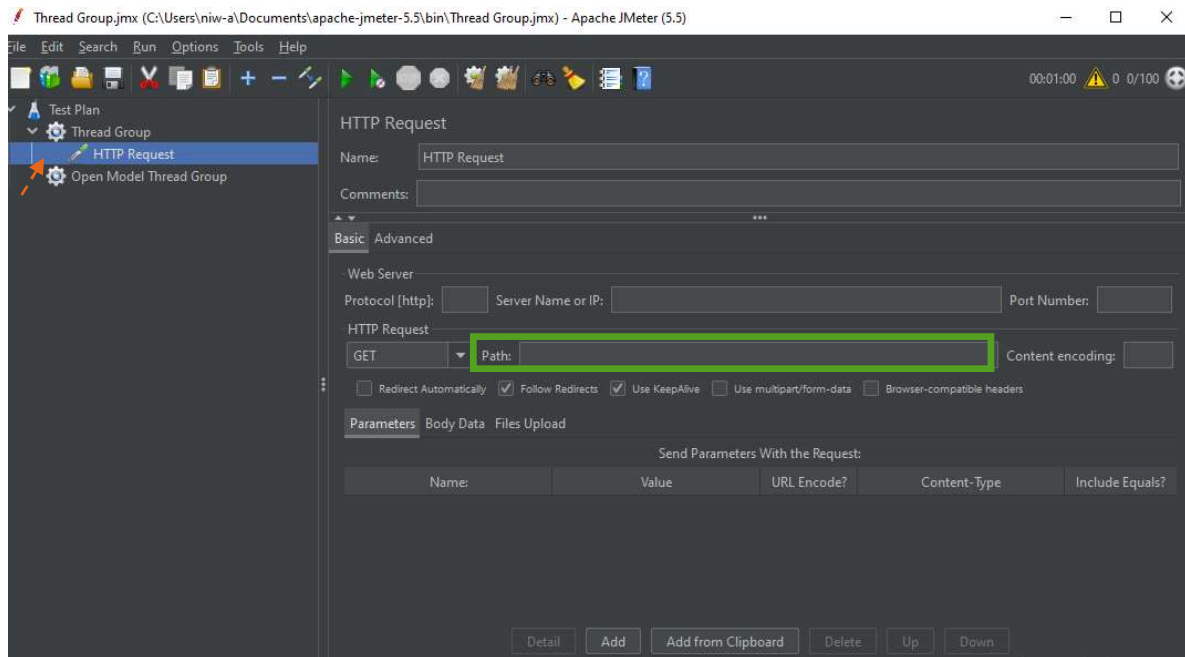 Thread Group.jmx (C:\Users\niw-a\Documents\apache-jmeter-5.5\bin\Thread Group.jmx) - Apache JMeter (5.5)
File Edit Search Run Options Tools Help
00:01:00 0 0/100
Test Plan
Thread Group
HTTP Request
Open Model Thread Group
HTTP Request
Name: HTTP Request
Comments:
Basic Advanced
Web Server
Protocol [http]: Server Name or IP: Port Number:
HTTP Request
GET Path: Content encoding:
Redirect Automatically Follow Redirects Use KeepAlive Use multipart/form-data Browser-compatible headers
Parameters Body Data Files Upload
Send Parameters With the Request:
Name: Value URL Encode? Content-Type Include Equals?
Detail Add Add from Clipboard Delete Up Down